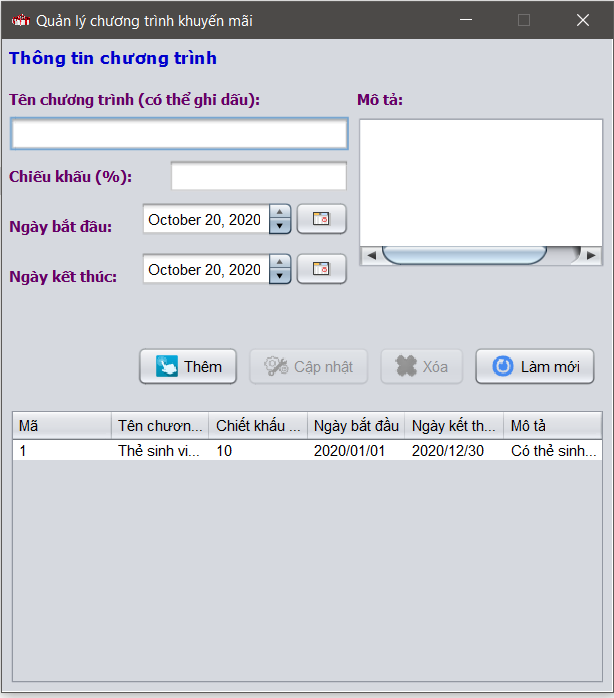 Quản lý chương trình khuyến mãi
Thông tin chương trình
Tên chương trình (có thể ghi dấu):
Mô tả:
Chiếu khấu (%):
Ngày bắt đầu:
October 20, 2020
Ngày kết thúc:
October 20, 2020
Thêm
Cập nhật
Xóa
Làm mới
Mã Tên chươn... Chiết khấu ... Ngày bắt đầu Ngày kết th... Mô tả
1 Thẻ sinh vi... 10 2020/01/01 2020/12/30 Có thẻ sinh...